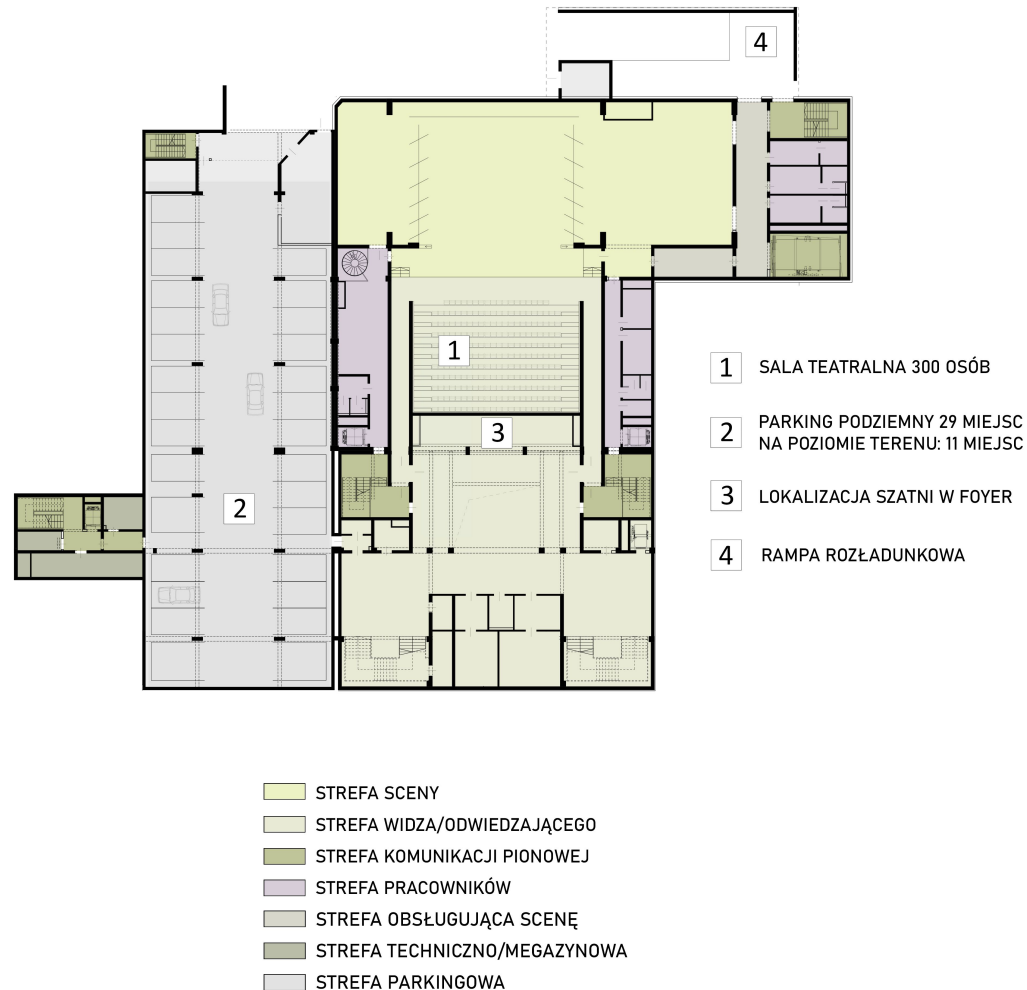 4
1
3
2
1 SALA TEATRALNA 300 OSÓB
2 PARKING PODZIEMNY 29 MIEJSC
NA POZIOMIE TERENU: 11 MIEJSC
3 LOKALIZACJA SZATNI W FOYER
4 RAMPA ROZŁADUNKOWA
STREFA SCENY
STREFA WIDZA/ODWIEDZAJĄCEGO
STREFA KOMUNIKACJI PIONOWEJ
STREFA PRACOWNIKÓW
STREFA OBSŁUGUJĄCA SCENĘ
STREFA TECHNICZNO/MEGAZYNOWA
STREFA PARKINGOWA